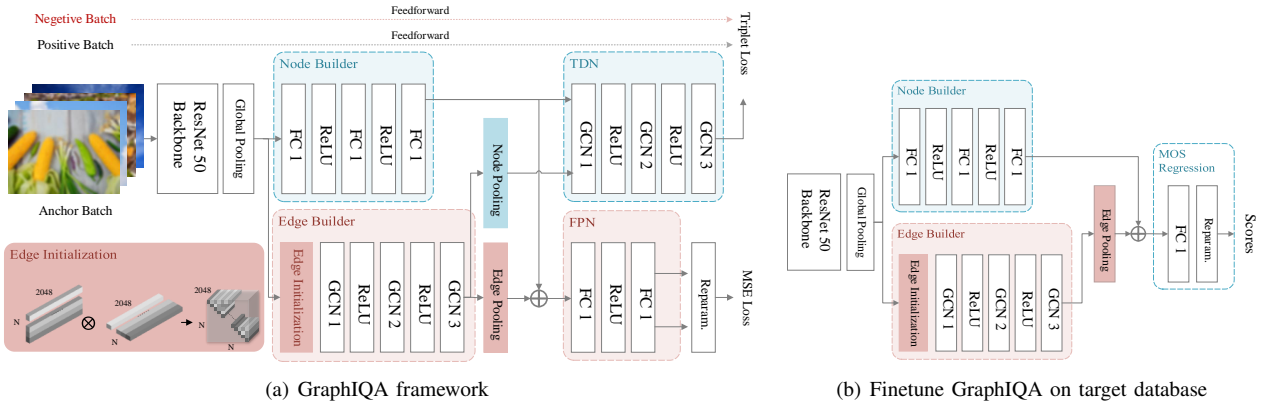 Negetive Batch
Feedforward
Positive Batch
Feedforward
Triplet Loss
Anchor Batch
ResNet 50
Backbone
Global Pooling
Node Builder
FC 1
ReLU
FC 1
ReLU
FC 1
TDN
GCN 1
ReLU
GCN 2
ReLU
GCN 3
Node Pooling
Edge Initialization
2048
N
2048
N
2048
N
N
Edge Builder
Edge Initialization
GCN 1
ReLU
GCN 2
ReLU
GCN 3
Edge Pooling
FPN
FC 1
ReLU
FC 1
Reparam.
MSE Loss
(a) GraphIQA framework
ResNet 50
Backbone
Global Pooling
Node Builder
FC 1
ReLU
FC 1
ReLU
FC 1
Edge Builder
Edge Initialization
GCN 1
ReLU
GCN 2
ReLU
GCN 3
Edge Pooling
MOS
Regression
FC 1
Reparam.
Scores
(b) Finetune GraphIQA on target database